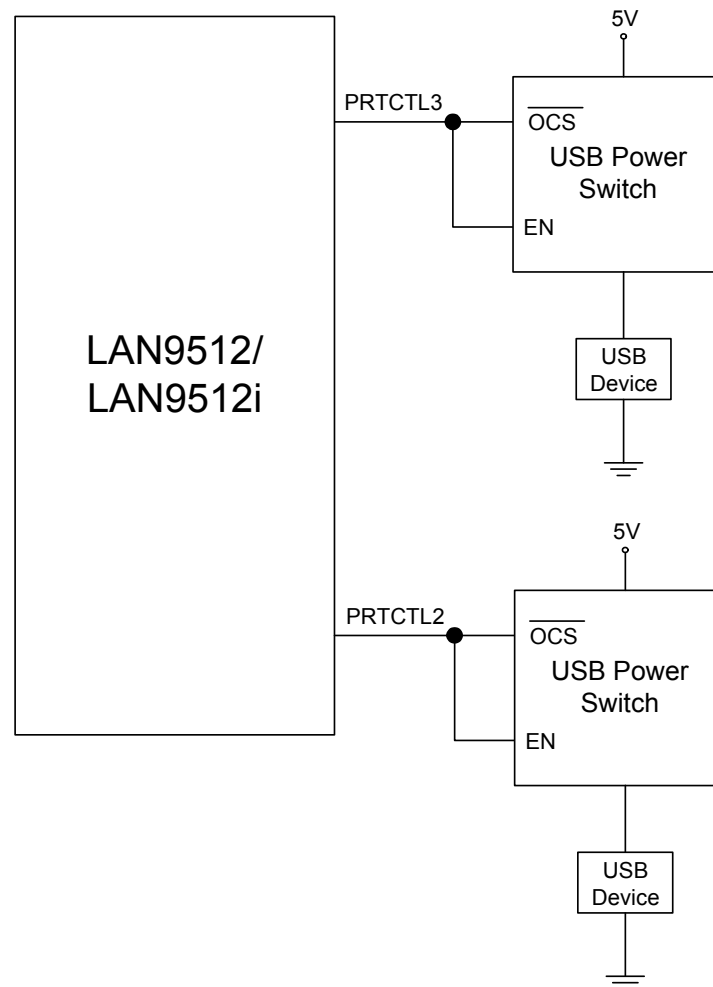 5V
PRTCTL3
OCS
USB Power
Switch
EN
LAN9512/
LAN9512i
USB
Device
5V
PRTCTL2
OCS
USB Power
Switch
EN
USB
Device